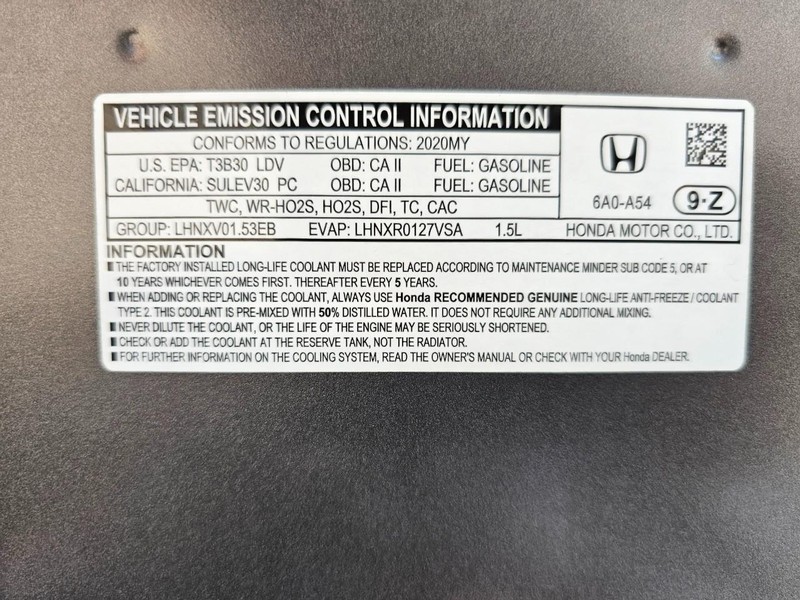 VEHICLE EMISSION CONTROL INFORMATION
CONFORMS TO REGULATIONS: 2020MY
U.S. EPA: T3B30 LDV OBD: CA II FUEL: GASOLINE
CALIFORNIA: SULEV30 PC OBD: CA II FUEL: GASOLINE
6A0-A54 9·Z
TWC, WR-HO2S, HO2S, DFI, TC, CAC
GROUP: LHNXV01.53EB EVAP: LHNXR0127VSA 1.5L HONDA MOTOR CO., LTD.
INFORMATION
THE FACTORY INSTALLED LONG-LIFE COOLANT MUST BE REPLACED ACCORDING TO MAINTENANCE MINDER SUB CODE 5, OR AT
10 YEARS WHICHEVER COMES FIRST. THEREAFTER EVERY 5 YEARS.
WHEN ADDING OR REPLACING THE COOLANT, ALWAYS USE Honda RECOMMENDED GENUINE LONG-LIFE ANTI-FREEZE / COOLANT
TYPE 2. THIS COOLANT IS PRE-MIXED WITH 50% DISTILLED WATER. IT DOES NOT REQUIRE ANY ADDITIONAL MIXING.
NEVER DILUTE THE COOLANT, OR THE LIFE OF THE ENGINE MAY BE SERIOUSLY SHORTENED.
CHECK OR ADD THE COOLANT AT THE RESERVE TANK, NOT THE RADIATOR.
FOR FURTHER INFORMATION ON THE COOLING SYSTEM, READ THE OWNER'S MANUAL OR CHECK WITH YOUR Honda DEALER.